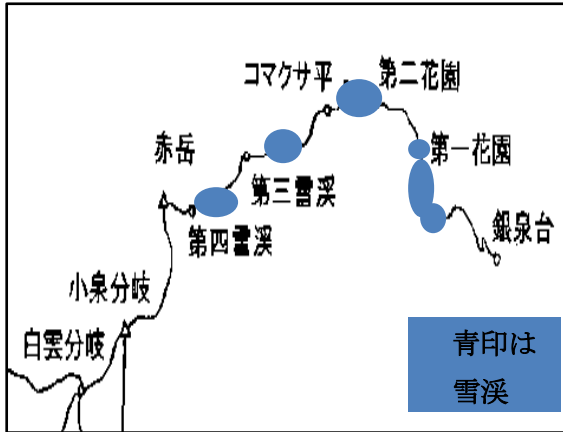 コマクサ平
第二花園
赤岳
第一花園
第三雪渓
第四雪渓
銀泉台
小泉分岐
白雲分岐
青印は
雪渓